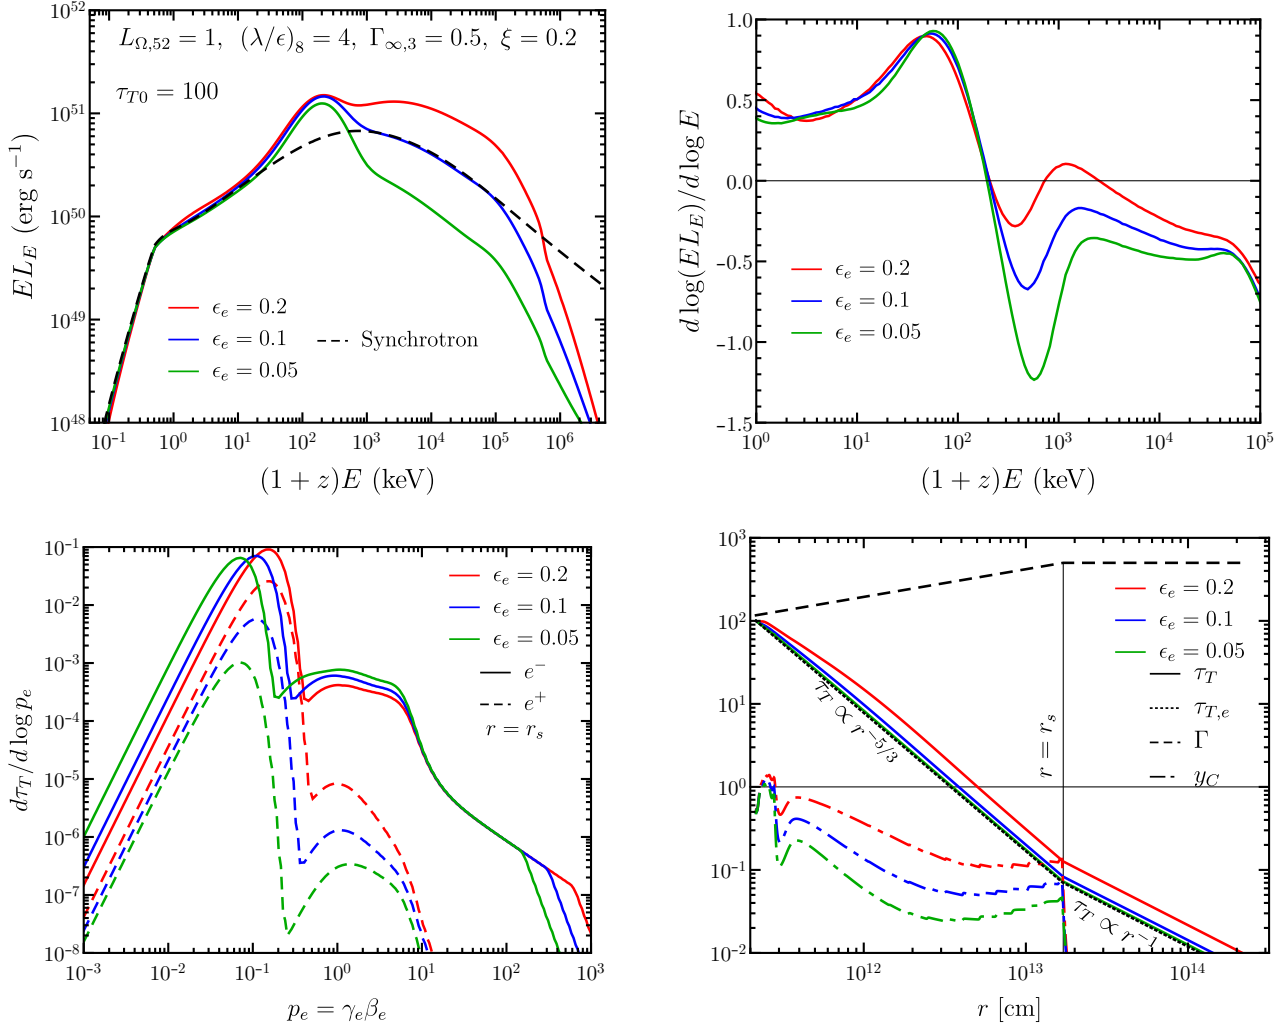 L_{Ω,52} = 1, (λ/ϵ)_8 = 4, Γ_{∞,3} = 0.5, ξ = 0.2
τ_{T0} = 100
ϵ_e = 0.2
ϵ_e = 0.1
ϵ_e = 0.05
Synchrotron
EL_E (erg s^{−1})
10^{52}
10^{51}
10^{50}
10^{49}
10^{48}
10^{−1} 10^0 10^1 10^2 10^3 10^4 10^5 10^6
(1 + z)E (keV)
d log(EL_E)/d log E
1.0
0.5
0.0
-0.5
-1.0
-1.5
ϵ_e = 0.2
ϵ_e = 0.1
ϵ_e = 0.05
10^0 10^1 10^2 10^3 10^4 10^5
(1 + z)E (keV)
dτ_T/d log p_e
10^{−1}
10^{−2}
10^{−3}
10^{−4}
10^{−5}
10^{−6}
10^{−7}
10^{−8}
ϵ_e = 0.2
ϵ_e = 0.1
ϵ_e = 0.05
e^−
e^+
r = r_s
10^{−3} 10^{−2} 10^{−1} 10^0 10^1 10^2 10^3
p_e = γ_eβ_e
10^3
10^2
10^1
10^0
10^{−1}
10^{−2}
ϵ_e = 0.2
ϵ_e = 0.1
ϵ_e = 0.05
τ_T
τ_{T,e}
Γ
y_C
r = r_s
τ_T ∝ r^{−5/3}
τ_T ∝ r^{−1}
10^{12} 10^{13} 10^{14}
r [cm]